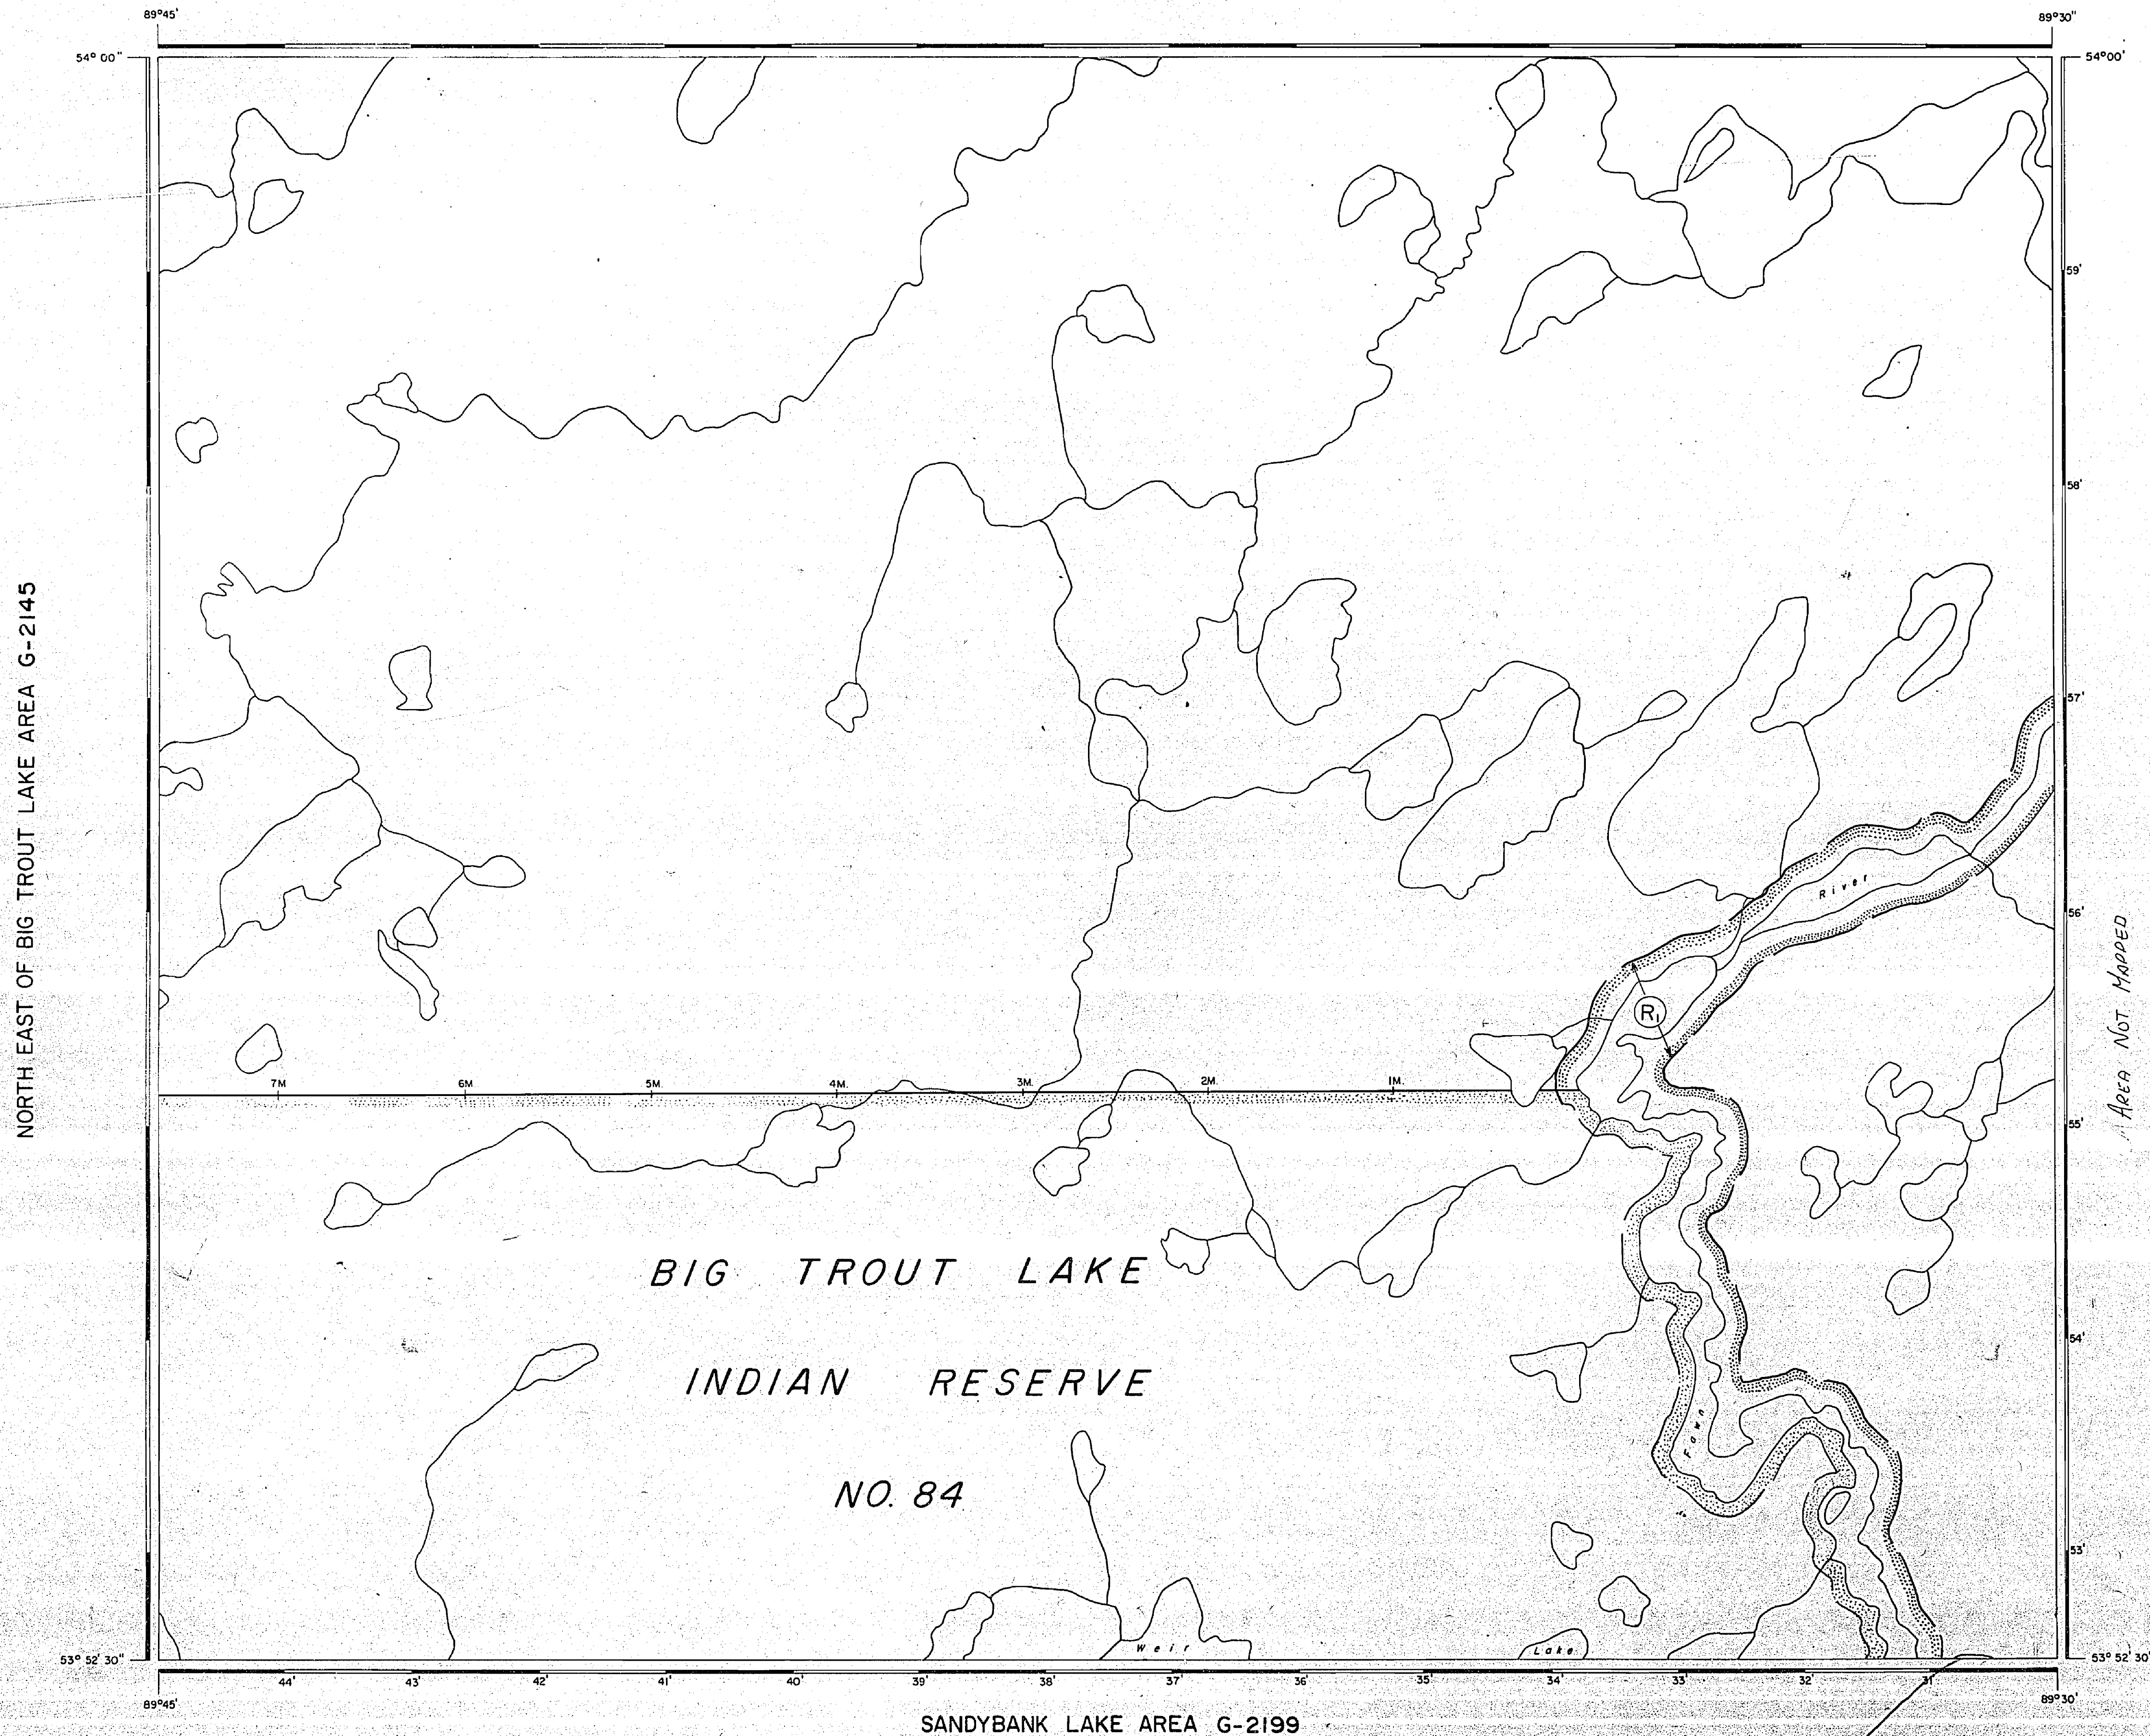 89°45' 89°30"
54° 00" 54°00'
59'
58'
NORTH EAST OF BIG TROUT LAKE AREA G-2145
57'
River
56'
AREA NOT MAPPED
R1
7M 6M 5M 4M. 3M. 2M. 1M.
55'
BIG TROUT LAKE
54'
INDIAN RESERVE
Fawn
NO. 84
53'
Weir Lake
53° 52' 30" 53° 52' 30"
44' 43' 42' 41' 40' 39' 38' 37' 36' 35' 34' 33' 32' 31'
89°45' 89°30'
SANDYBANK LAKE AREA G-2199